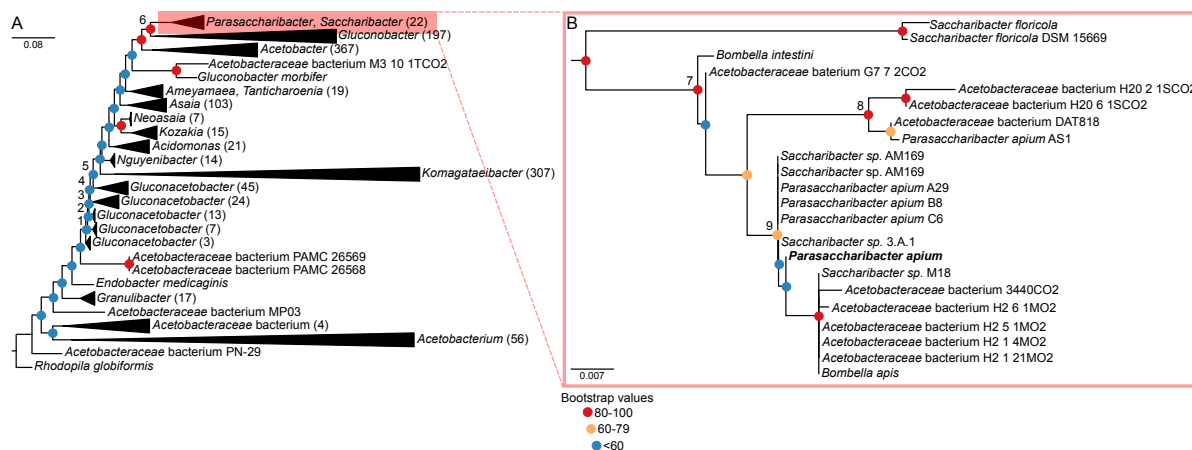 A
0.08
6
Parasaccharibacter, Saccharibacter (22)
Gluconobacter (197)
Acetobacter (367)
Acetobacteraceae bacterium M3 10 1TCO2
Gluconobacter morbifer
Ameyamaea, Tanticharoenia (19)
Asaia (103)
Neoasaia (7)
Kozakia (15)
Acidomonas (21)
Nguyenibacter (14)
5
Komagataeibacter (307)
4
Gluconacetobacter (45)
3
Gluconacetobacter (24)
2
Gluconacetobacter (13)
1
Gluconacetobacter (7)
Gluconacetobacter (3)
Acetobacteraceae bacterium PAMC 26569
Acetobacteraceae bacterium PAMC 26568
Endobacter medicaginis
Granulibacter (17)
Acetobacteraceae bacterium MP03
Acetobacteraceae bacterium (4)
Acetobacterium (56)
Acetobacteraceae bacterium PN-29
Rhodopila globiformis
B
Saccharibacter floricola
Saccharibacter floricola DSM 15669
Bombella intestini
7
Acetobacteraceae baterium G7 7 2CO2
Acetobacteraceae bacterium H20 2 1SCO2
8
Acetobacteraceae bacterium H20 6 1SCO2
Acetobacteraceae bacterium DAT818
Parasaccharibacter apium AS1
Saccharibacter sp. AM169
Saccharibacter sp. AM169
Parasaccharibacter apium A29
Parasaccharibacter apium B8
Parasaccharibacter apium C6
9
Saccharibacter sp. 3.A.1
Parasaccharibacter apium
Saccharibacter sp. M18
Acetobacteraceae bacterium 3440CO2
Acetobacteraceae bacterium H2 6 1MO2
Acetobacteraceae bacterium H2 5 1MO2
Acetobacteraceae bacterium H2 1 4MO2
Acetobacteraceae bacterium H2 1 21MO2
Bombella apis
0.007
Bootstrap values
80-100
60-79
<60